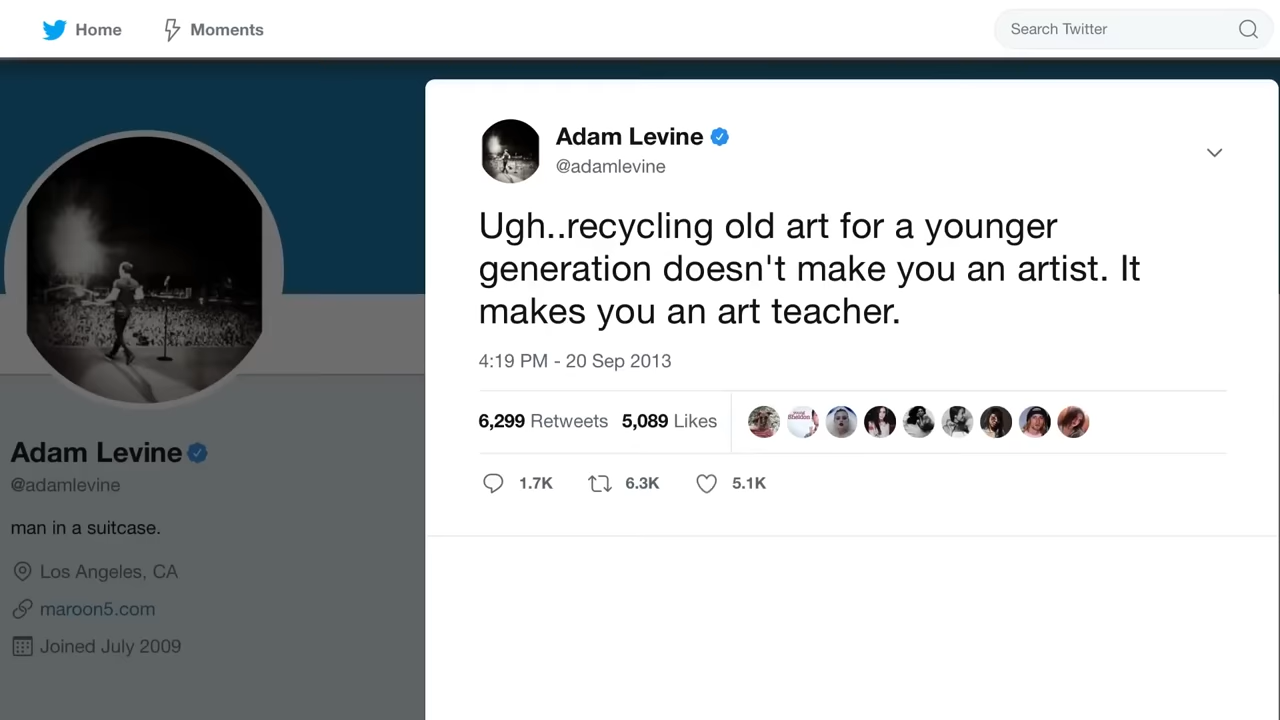 Home
Moments
Search Twitter
Adam Levine
@adamlevine
Ugh..recycling old art for a younger
generation doesn't make you an artist. It
makes you an art teacher.
4:19 PM - 20 Sep 2013
6,299 Retweets 5,089 Likes
1.7K 6.3K 5.1K
Adam Levine
@adamlevine
man in a suitcase.
Los Angeles, CA
maroon5.com
Joined July 2009